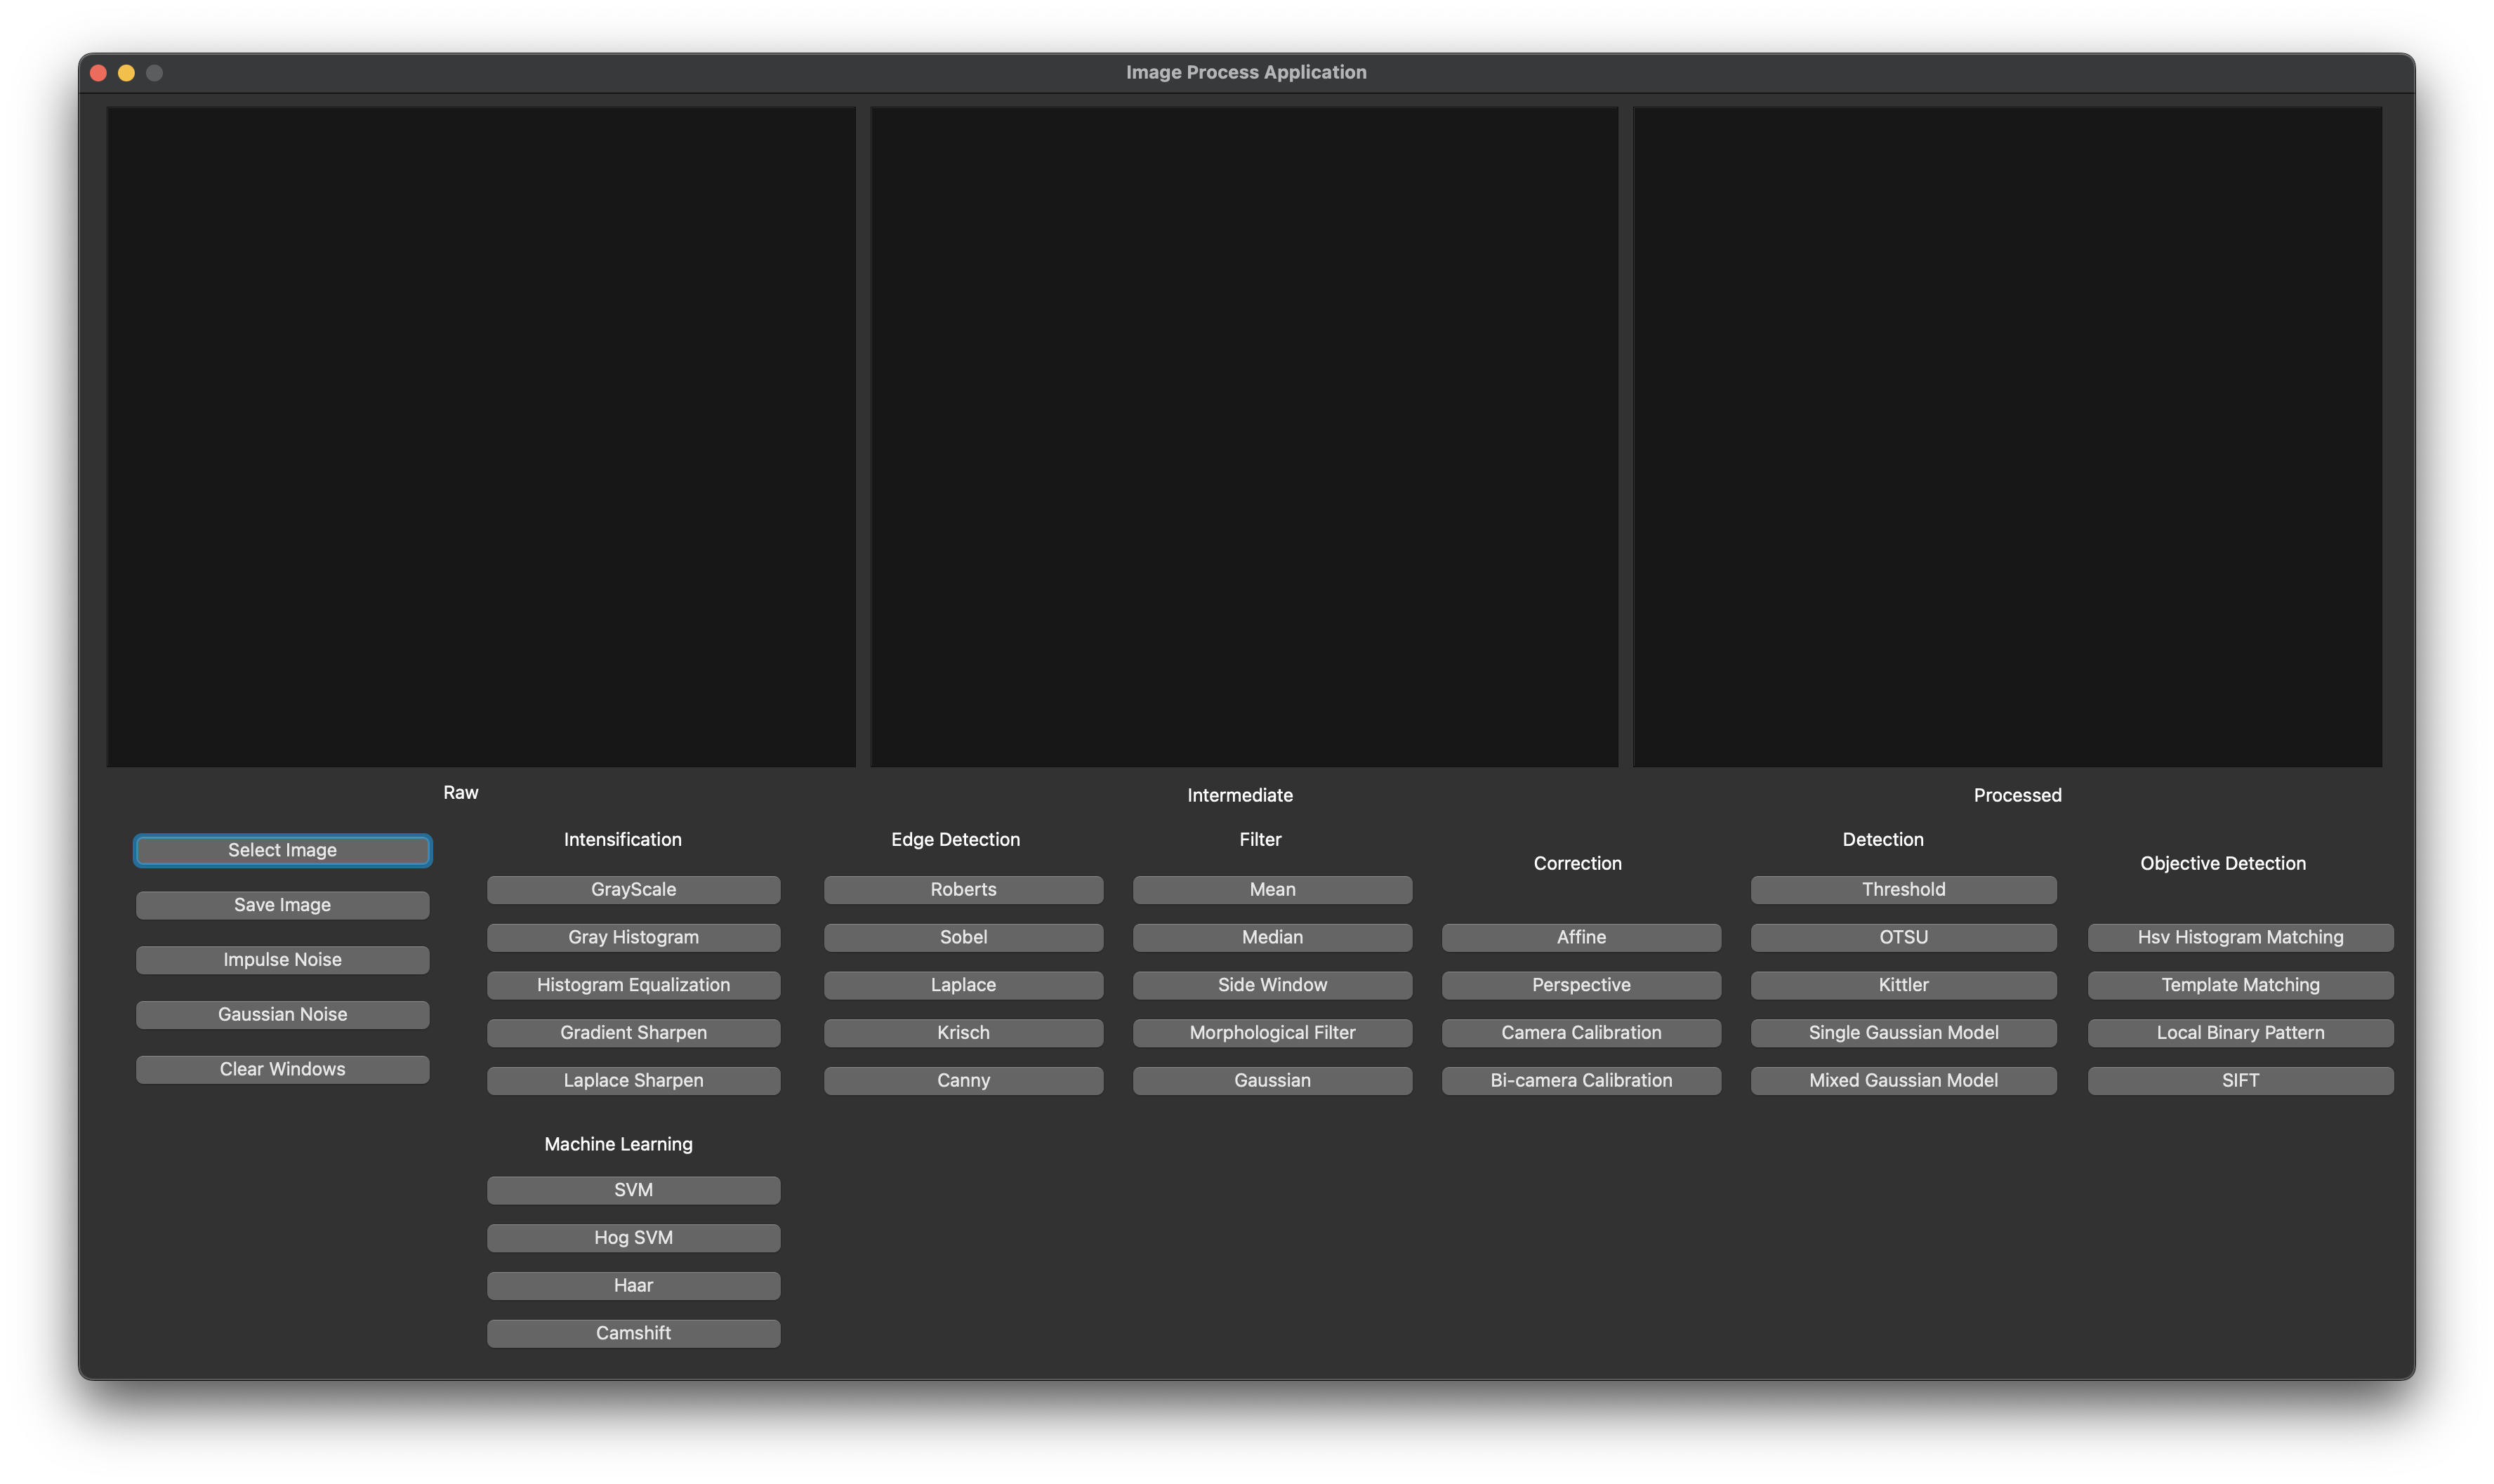 Image Process Application
Raw
Intermediate
Processed
Select Image
Save Image
Impulse Noise
Gaussian Noise
Clear Windows
Intensification
GrayScale
Gray Histogram
Histogram Equalization
Gradient Sharpen
Laplace Sharpen
Machine Learning
SVM
Hog SVM
Haar
Camshift
Edge Detection
Roberts
Sobel
Laplace
Krisch
Canny
Filter
Mean
Median
Side Window
Morphological Filter
Gaussian
Correction
Affine
Perspective
Camera Calibration
Bi-camera Calibration
Detection
Threshold
OTSU
Kittler
Single Gaussian Model
Mixed Gaussian Model
Objective Detection
Hsv Histogram Matching
Template Matching
Local Binary Pattern
SIFT